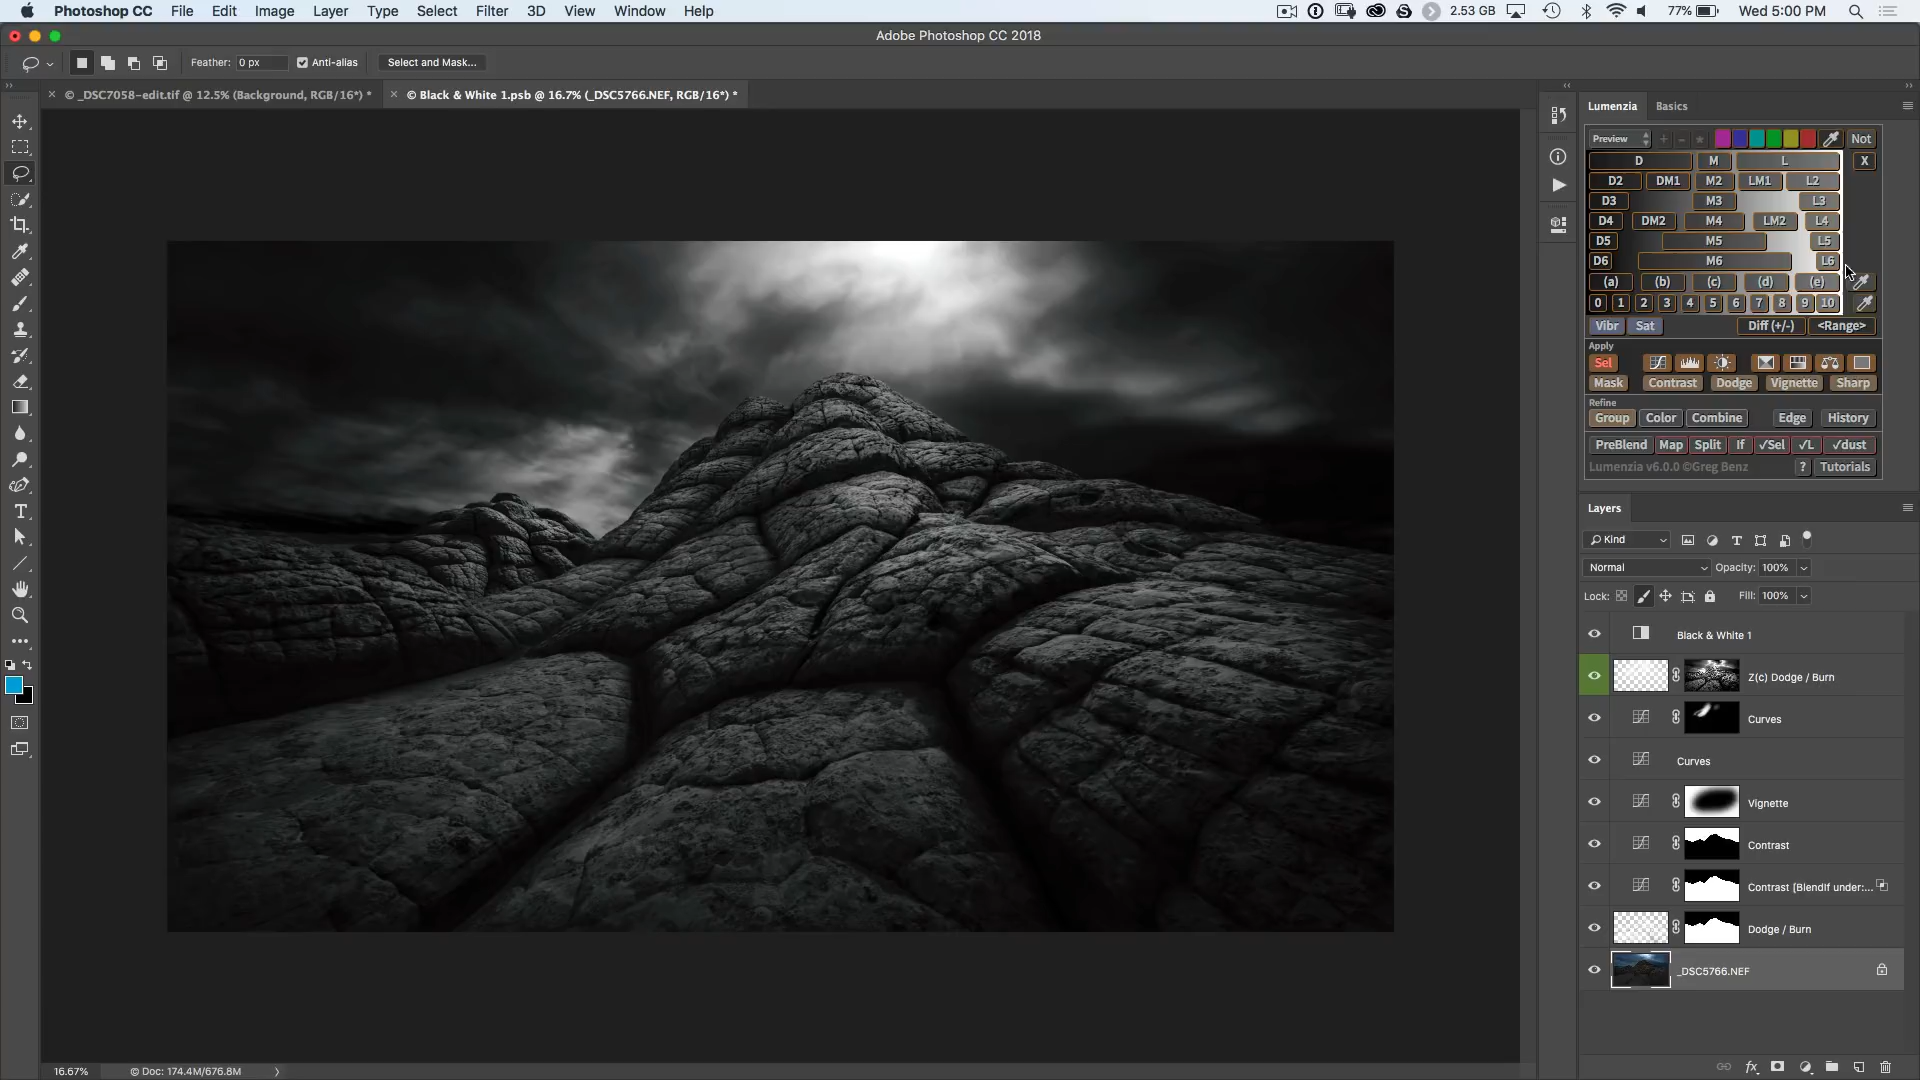 Photoshop CC File Edit Image Layer Type Select Filter 3D View Window Help 2.53 GB 77% Wed 5:00 PM
Adobe Photoshop CC 2018
Feather: 0 px Anti-alias Select and Mask...
© _DSC7058-edit.tif @ 12.5% (Background, RGB/16*) *
© Black & White 1.psb @ 16.7% (_DSC5766.NEF, RGB/16*) *
Lumenzia Basics
Preview + - Not
D M L X
D2 DM1 M2 LM1 L2
D3 M3 L3
D4 DM2 M4 LM2 L4
D5 M5 L5
D6 M6 L6
(a) (b) (c) (d) (e)
0 1 2 3 4 5 6 7 8 9 10
Vibr Sat Diff (+/-) <Range>
Apply
Sel
Mask Contrast Dodge Vignette Sharp
Refine
Group Color Combine Edge History
PreBlend Map Split If √Sel √L √dust
Lumenzia v6.0.0 ©Greg Benz ? Tutorials
Layers
Kind
Normal Opacity: 100%
Lock: Fill: 100%
Black & White 1
Z(c) Dodge / Burn
Curves
Curves
Vignette
Contrast
Contrast [BlendIf under:...
Dodge / Burn
_DSC5766.NEF
fx
16.67% © Doc: 174.4M/676.8M